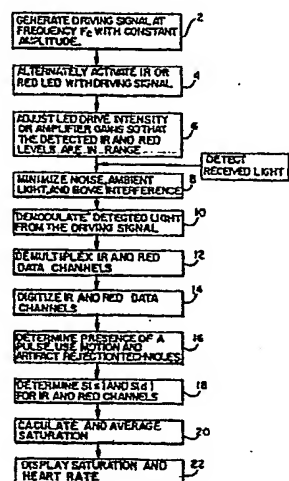 GENERATE DRIVING SIGNAL AT
FREQUENCY Fc WITH CONSTANT
AMPLITUDE.
2
ALTERNATELY ACTIVATE IR OR
RED LED WITH DRIVING SIGNAL
4
ADJUST LED DRIVE INTENSITY
OR AMPLIFIER GAINS SO THAT
THE DETECTED IR AND RED
LEVELS ARE IN RANGE
6
DETECT
RECEIVED LIGHT
MINIMIZE NOISE, AMBIENT
LIGHT, AND BOVIE INTERFERENCE
8
DEMODULATE DETECTED LIGHT
FROM THE DRIVING SIGNAL
10
DEMULTIPLEX IR AND RED
DATA CHANNELS
12
DIGITIZE IR AND RED DATA
CHANNELS
14
DETERMINE PRESENCE OF A
PULSE, USE MOTION AND
ARTIFACT REJECTION TECHNIQUES
16
DETERMINE AND
FOR IR AND RED CHANNELS
18
CACULATE AND AVERAGE
SATURATION
20
DISPLAY SATURATION AND
HEART RATE
22